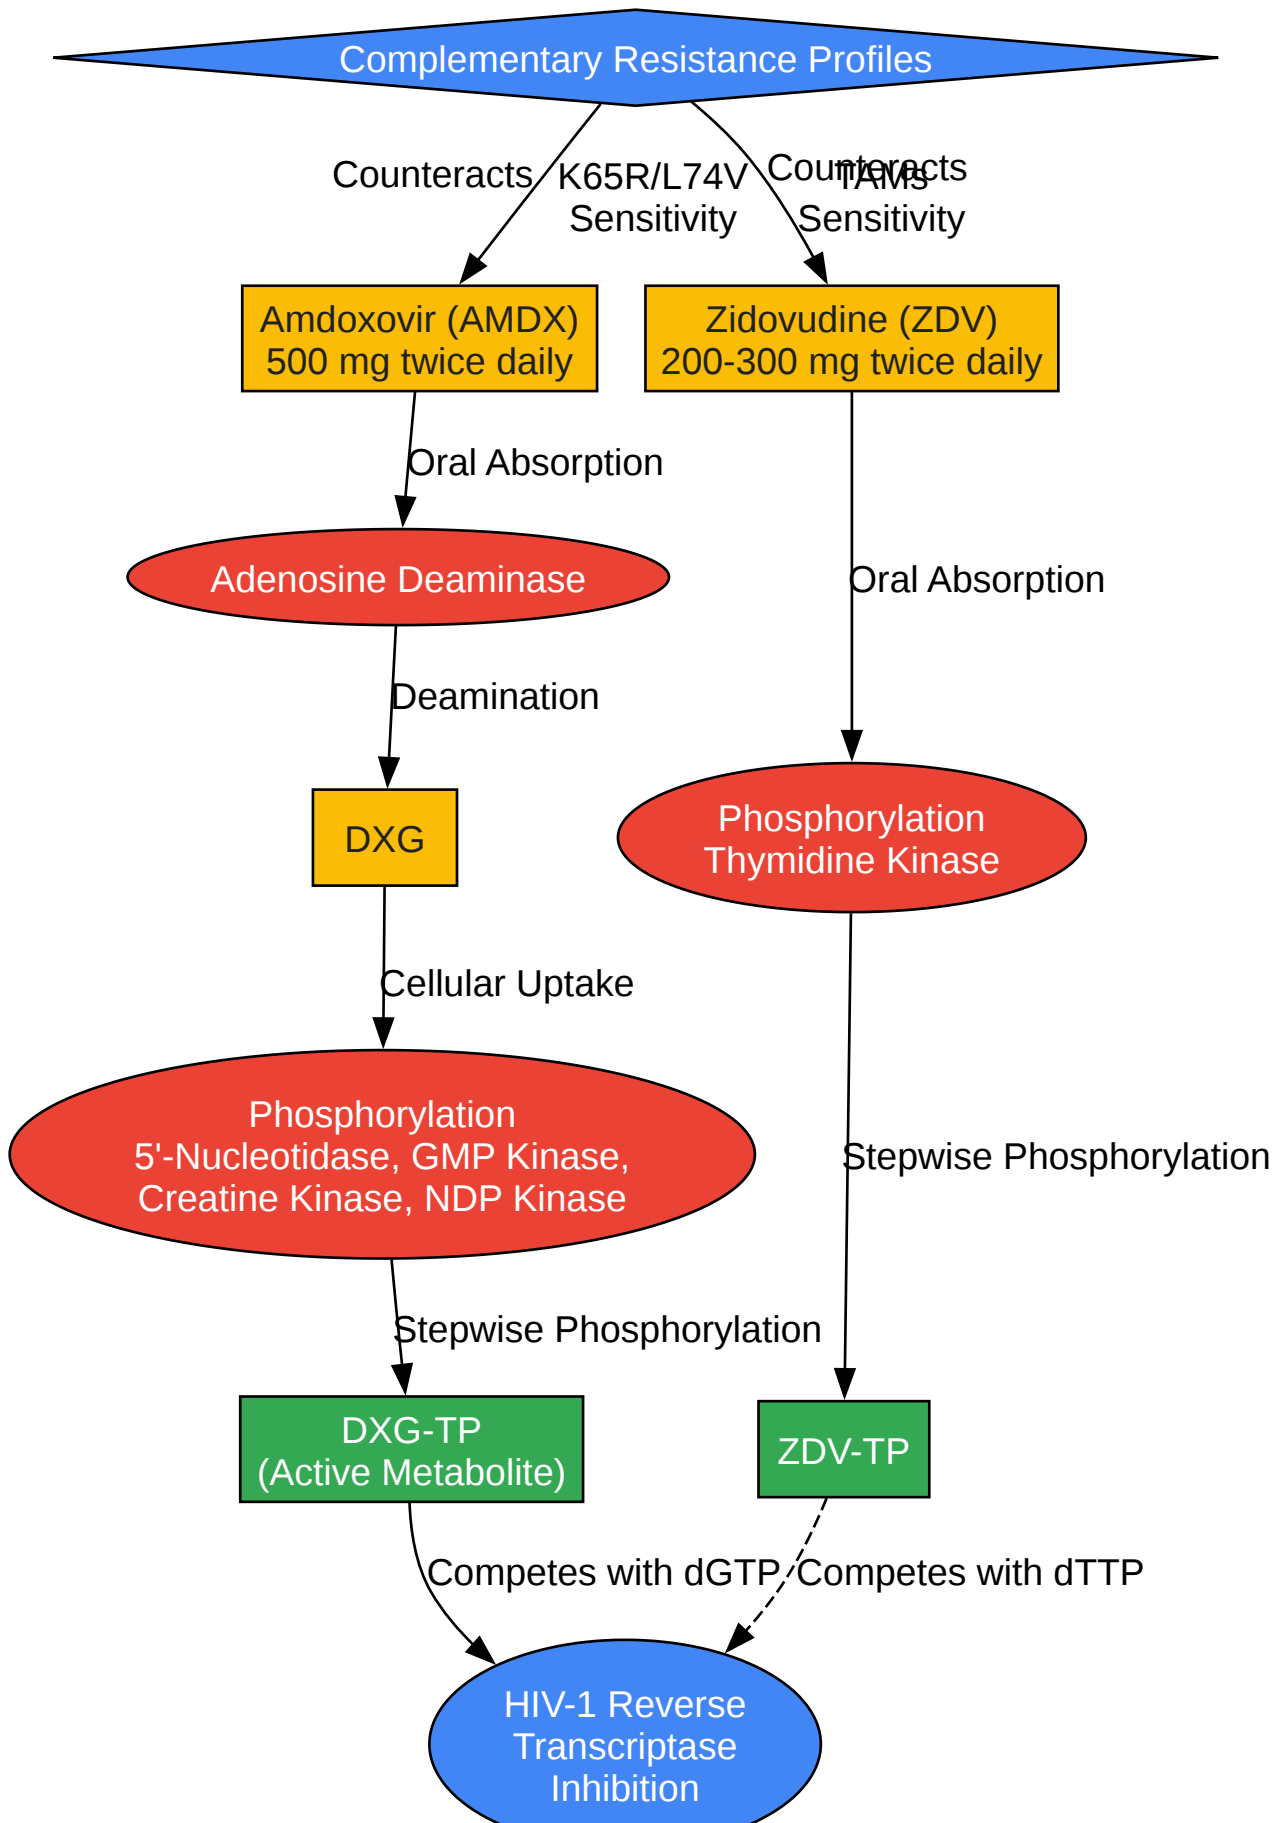 Complementary Resistance Profiles
Counteracts
K65R/L74V
Sensitivity
Counteracts
TAMs
Sensitivity
Amdoxovir (AMDX)
500 mg twice daily
Zidovudine (ZDV)
200-300 mg twice daily
Oral Absorption
Adenosine Deaminase
Oral Absorption
Deamination
DXG
Phosphorylation
Thymidine Kinase
Cellular Uptake
Phosphorylation
5'-Nucleotidase, GMP Kinase,
Creatine Kinase, NDP Kinase
Stepwise Phosphorylation
Stepwise Phosphorylation
DXG-TP
(Active Metabolite)
ZDV-TP
Competes with dGTP
Competes with dTTP
HIV-1 Reverse
Transcriptase
Inhibition